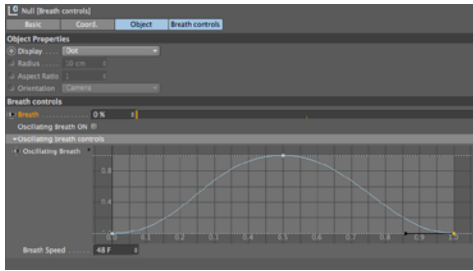 Null [Breath controls]
Basic Coord. Object Breath controls
Object Properties
Display . . . . . Dot
Radius . . . . . 10 cm
Aspect Ratio 1
Orientation Camera
Breath controls
Breath . . . . . . . . . . . . 0 %
Oscillating Breath ON
Oscillating breath controls
Oscillating Breath
0.8
0.4
0.0 0.1 0.2 0.3 0.4 0.5 0.6 0.7 0.8 0.9 1.0
Breath Speed . . . . . . 48 F